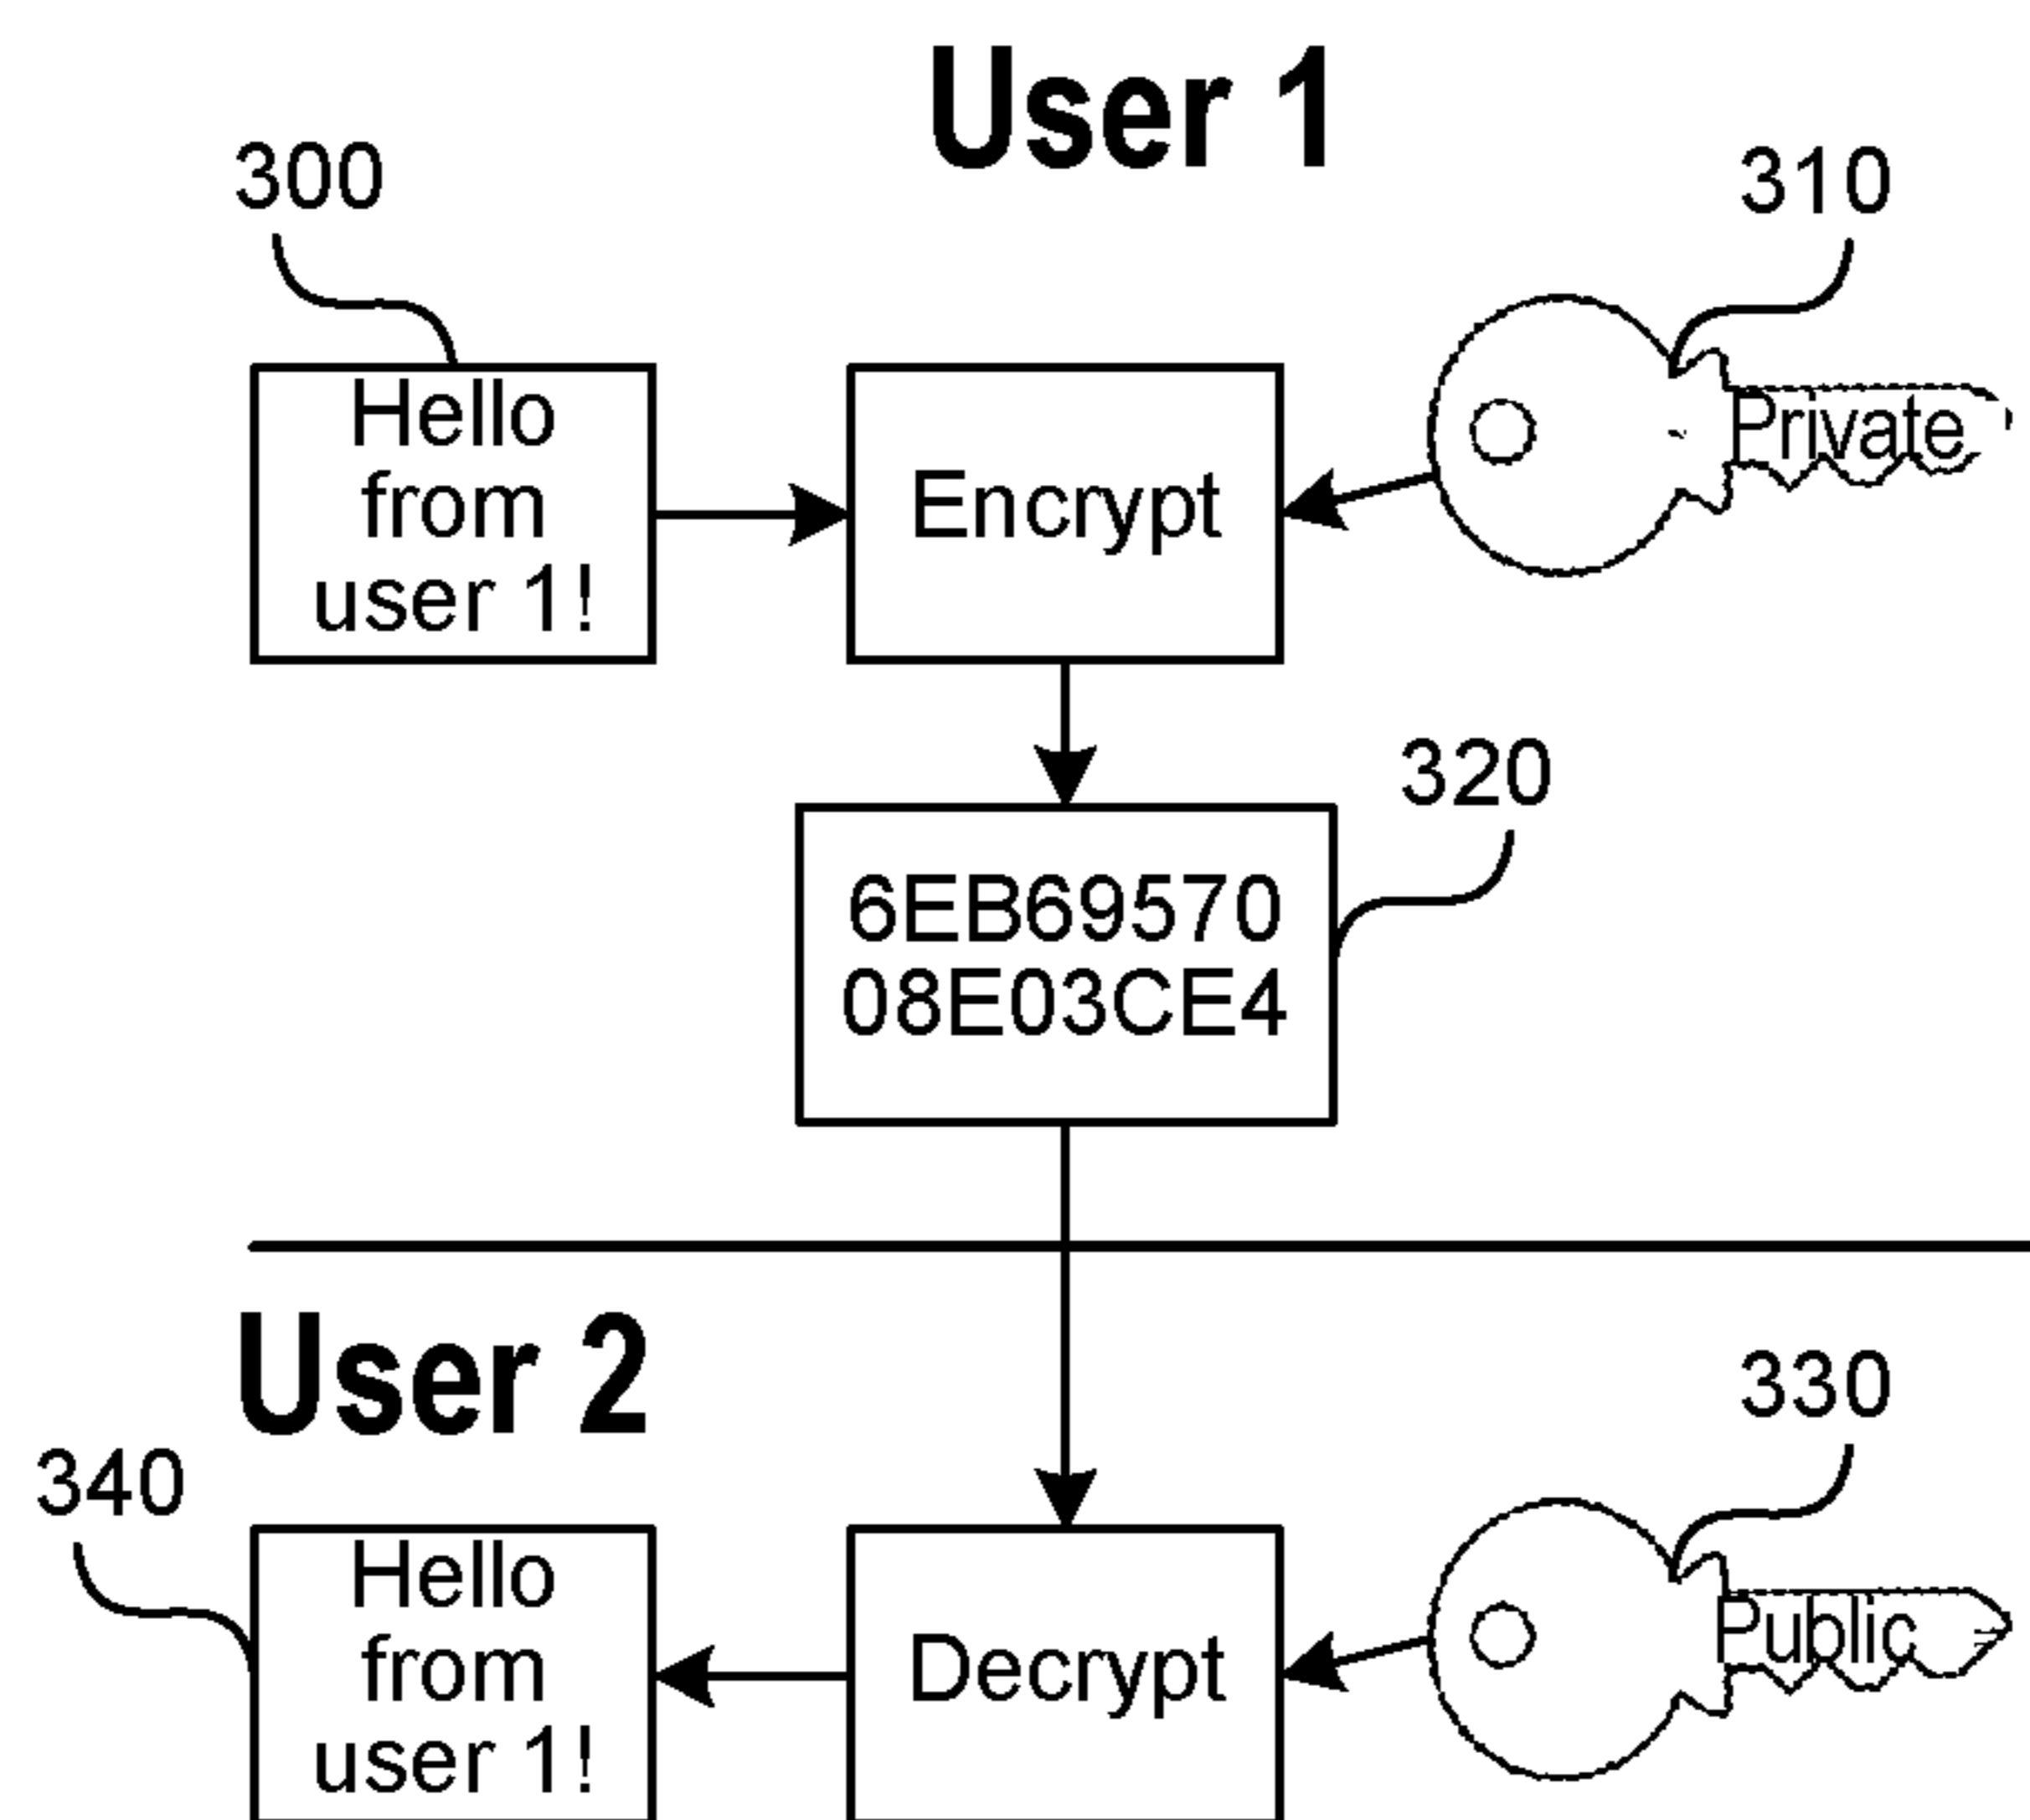 User 1
300
310
Hello
from
user 1!
Encrypt
Private
320
6EB69570
08E03CE4
User 2
330
340
Hello
from
user 1!
Decrypt
Public